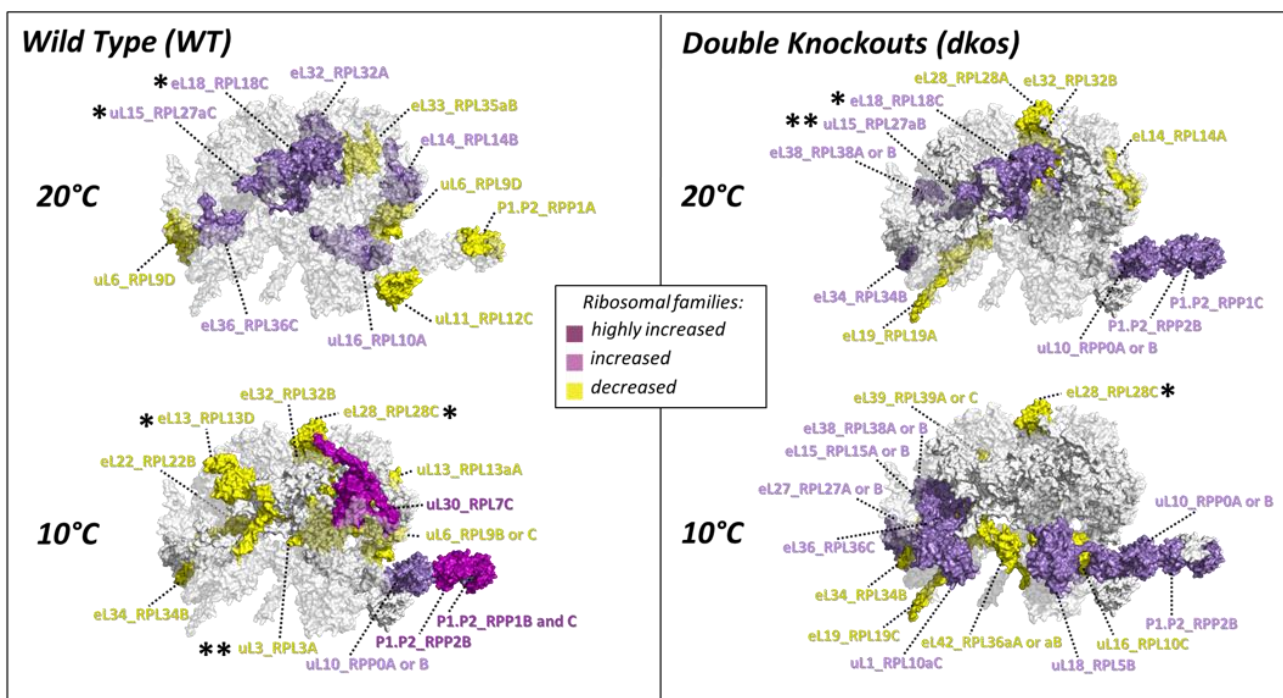 Wild Type (WT)
20°C
eL32_RPL32A
* eL18_RPL18C
* uL15_RPL27aC
eL33_RPL35aB
eL14_RPL14B
uL6_RPL9D
P1.P2_RPP1A
uL6_RPL9D
eL36_RPL36C
uL11_RPL12C
uL16_RPL10A
10°C
eL32_RPL32B
eL28_RPL28C *
* eL13_RPL13D
eL22_RPL22B
uL13_RPL13aA
uL30_RPL7C
uL6_RPL9B or C
eL34_RPL34B
P1.P2_RPP1B and C
P1.P2_RPP2B
** uL3_RPL3A
uL10_RPP0A or B
Ribosomal families:
highly increased
increased
decreased
Double Knockouts (dkos)
20°C
eL28_RPL28A
eL32_RPL32B
* eL18_RPL18C
** uL15_RPL27aB
eL38_RPL38A or B
eL14_RPL14A
eL34_RPL34B
P1.P2_RPP1C
P1.P2_RPP2B
eL19_RPL19A
uL10_RPP0A or B
10°C
eL39_RPL39A or C
eL28_RPL28C *
eL38_RPL38A or B
eL15_RPL15A or B
eL27_RPL27A or B
uL10_RPP0A or B
eL36_RPL36C
eL34_RPL34B
P1.P2_RPP2B
eL19_RPL19C
eL42_RPL36aA or aB
uL16_RPL10C
uL1_RPL10aC
uL18_RPL5B